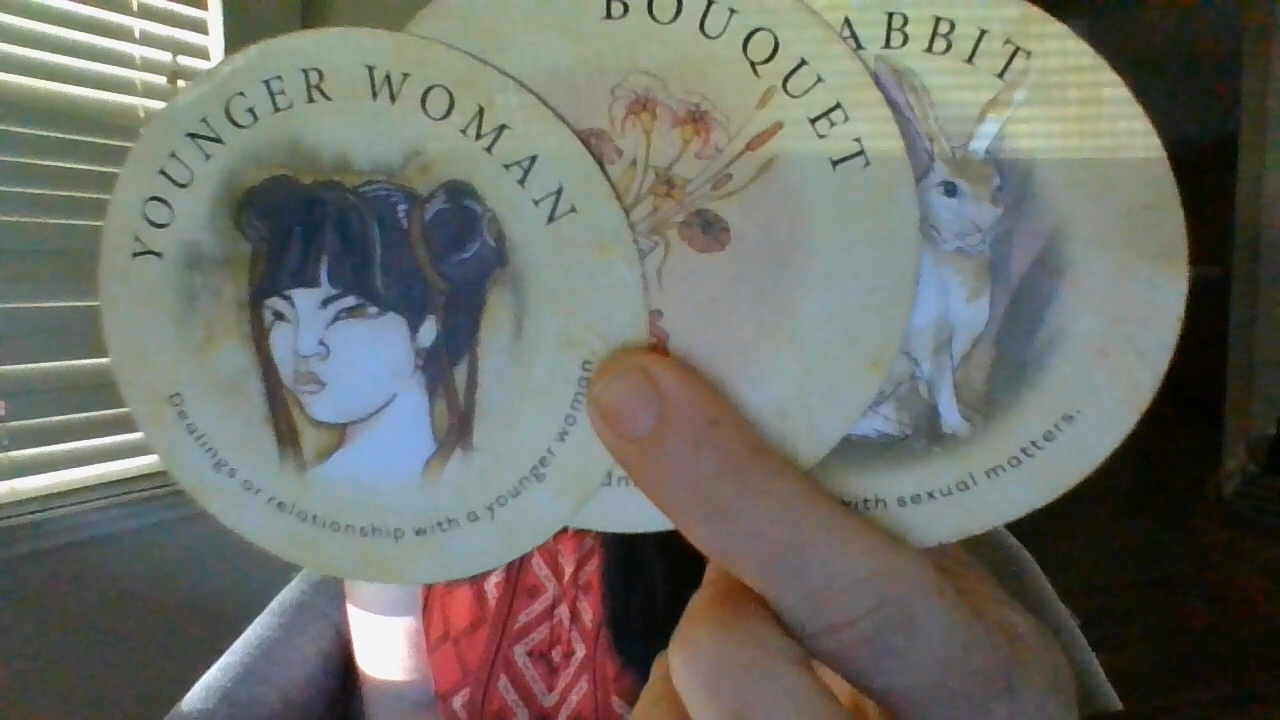 YOUNGER WOMAN
Dealings or relationship with a younger woman
BOUQUET
ABBIT
with sexual matters.